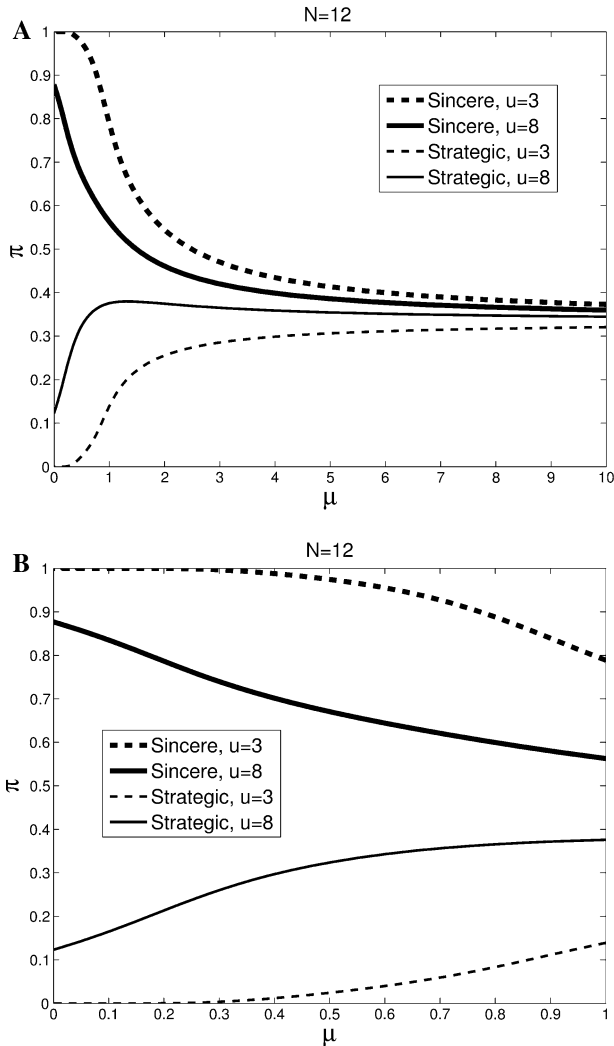 N=12
A
1
0.9
0.8
0.7
0.6
0.5
0.4
0.3
0.2
0.1
0
π
Sincere, u=3
Sincere, u=8
Strategic, u=3
Strategic, u=8
0 1 2 3 4 5 6 7 8 9 10
μ
N=12
B
1
0.9
0.8
0.7
0.6
0.5
0.4
0.3
0.2
0.1
0
π
Sincere, u=3
Sincere, u=8
Strategic, u=3
Strategic, u=8
0 0.1 0.2 0.3 0.4 0.5 0.6 0.7 0.8 0.9 1
μ